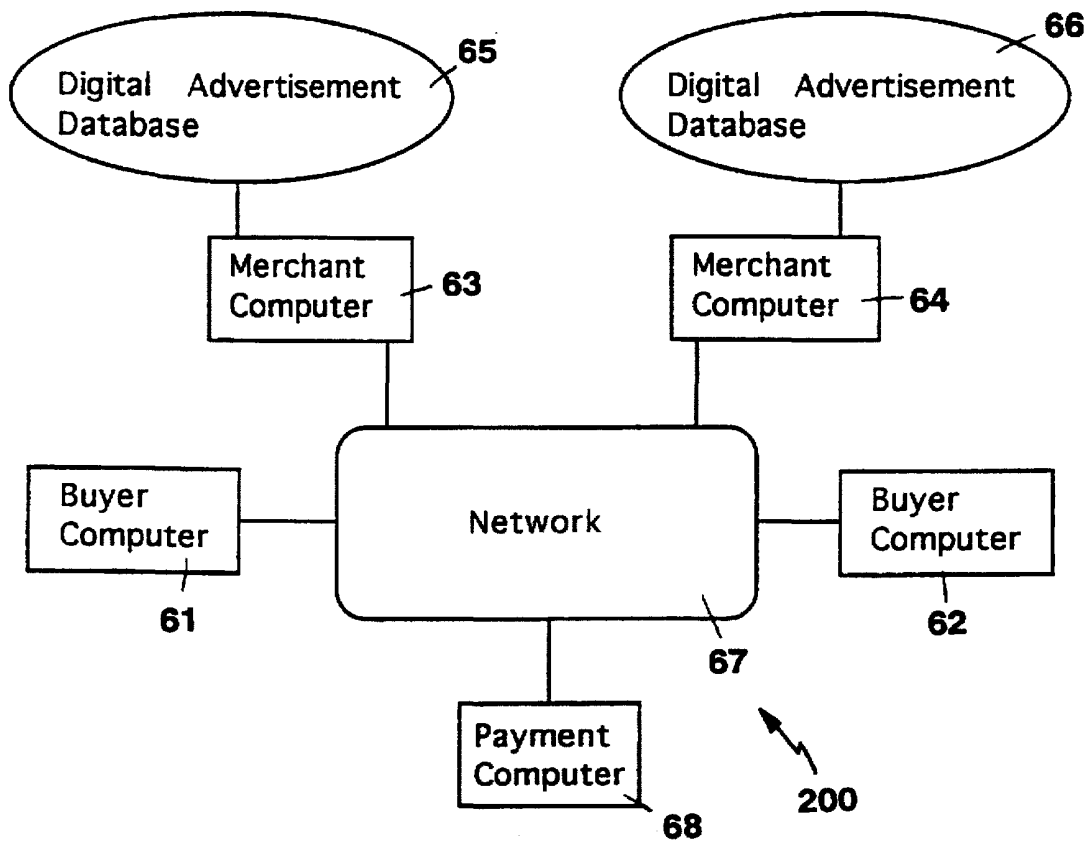 65
66
Digital Advertisement
Database
Digital Advertisement
Database
Merchant
Computer
63
Merchant
Computer
64
Buyer
Computer
61
Network
67
Buyer
Computer
62
Payment
Computer
68
200